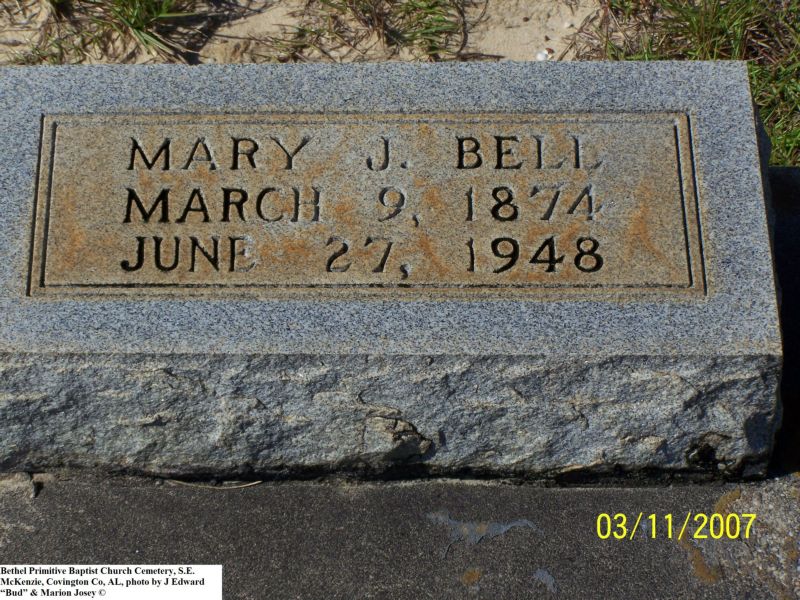 MARY J. BELL
MARCH 9, 1874
JUNE 27, 1948
03/11/2007
Bethel Primitive Baptist Church Cemetery, S.E.
McKenzie, Covington Co, AL, photo by J Edward
“Bud” & Marion Josey ©